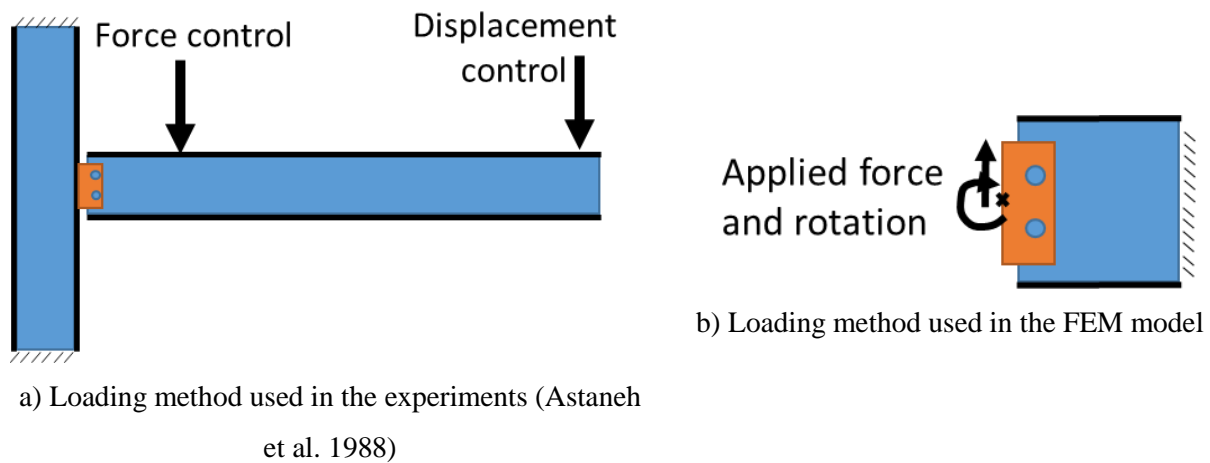 Force control
Displacement
control
a) Loading method used in the experiments (Astaneh
et al. 1988)
Applied force
and rotation
b) Loading method used in the FEM model